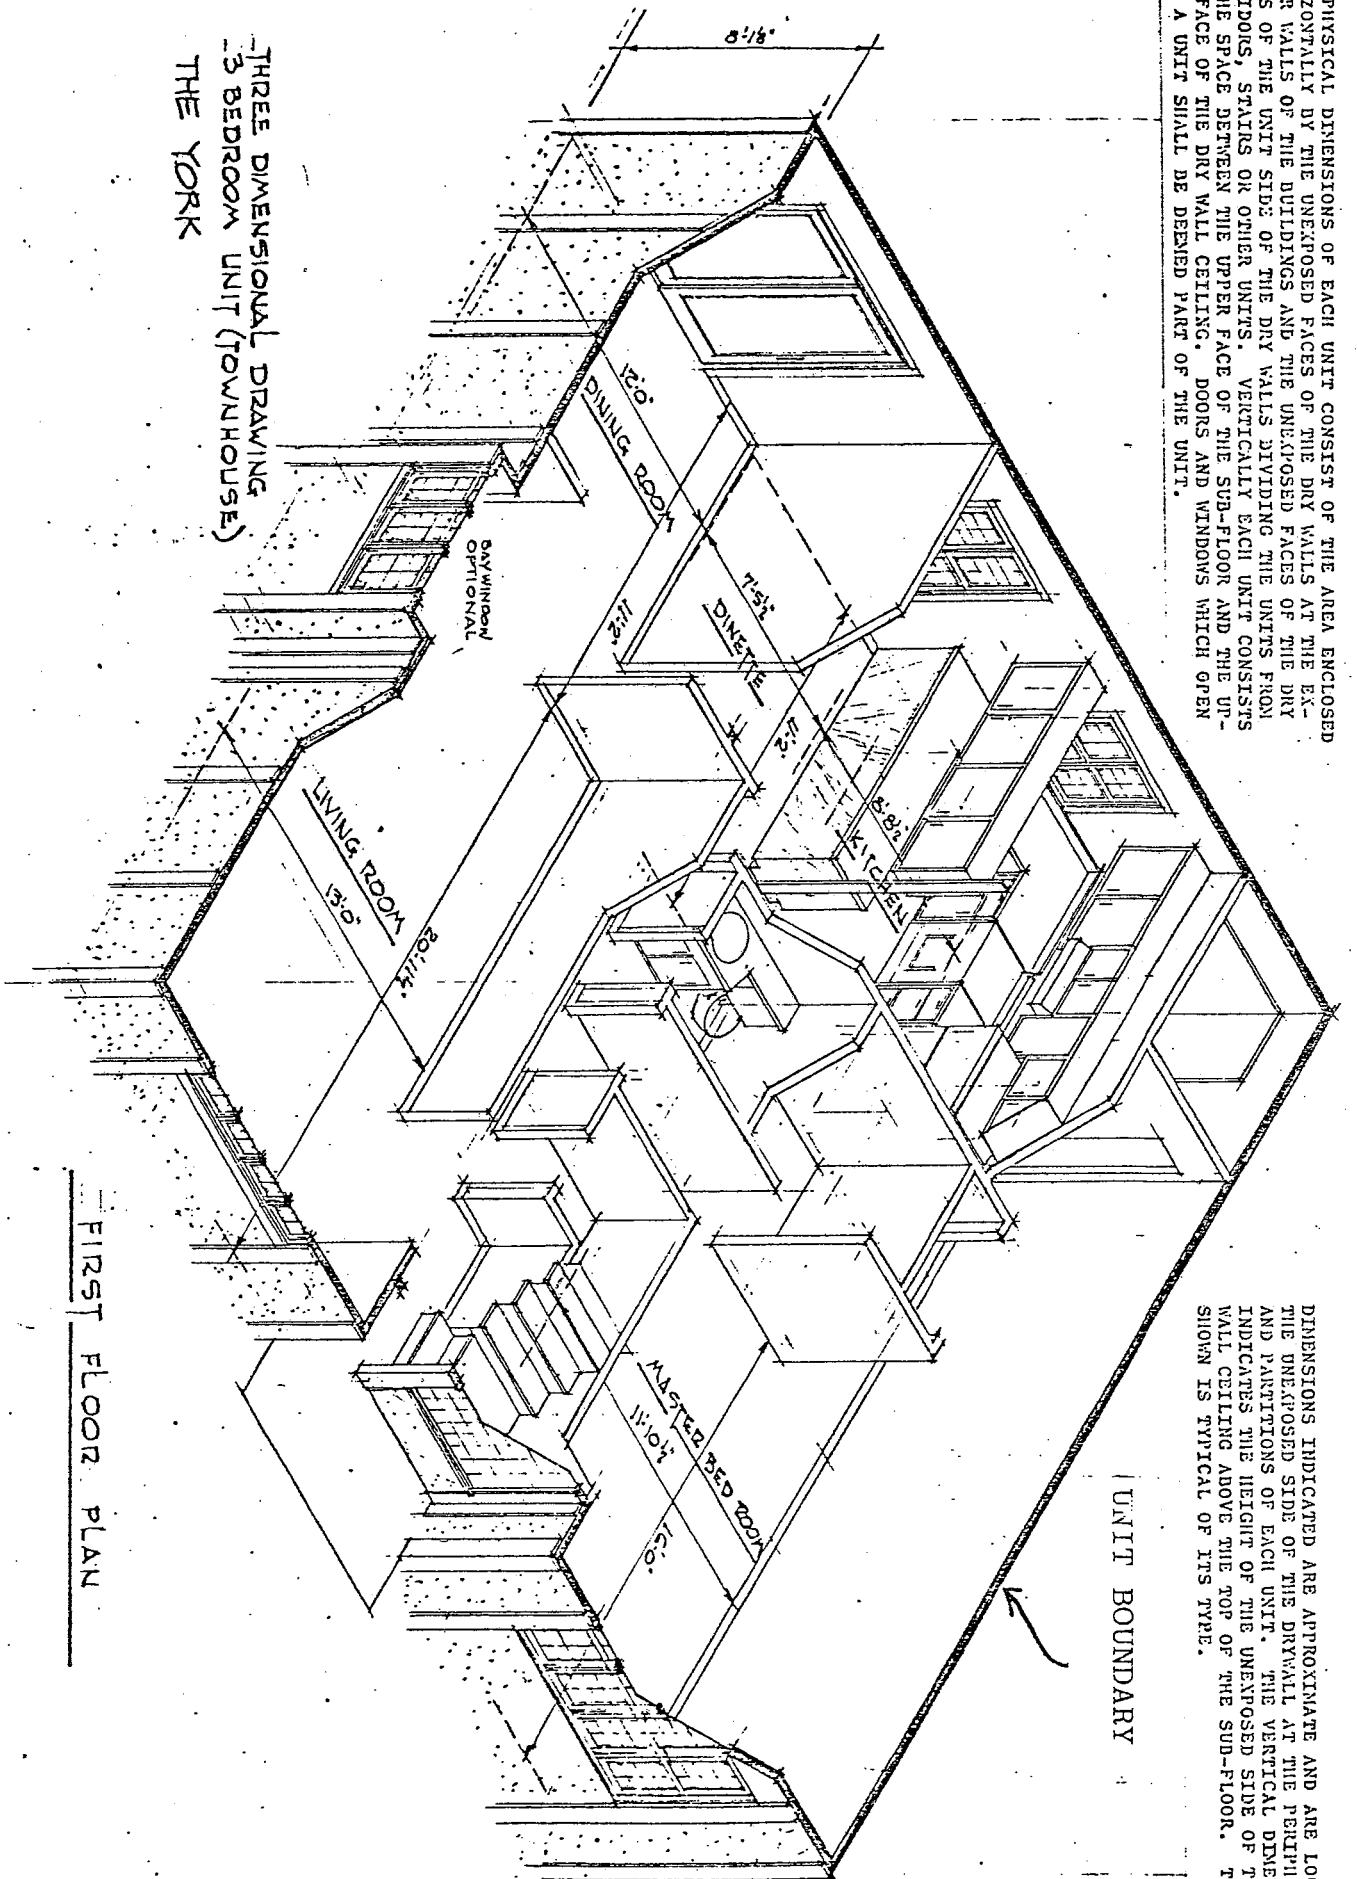 PHYSICAL DIMENSIONS OF EACH UNIT CONSIST OF THE AREA ENCLOSED
ZONTALLY BY THE UNEXPOSED FACES OF THE DRY WALLS AT THE EX-
R WALLS OF THE BUILDINGS AND THE UNEXPOSED FACES OF THE DRY
S OF THE UNIT SIDE OF THE DRY WALLS DIVIDING THE UNITS FROM
IDORS, STAIRS OR OTHER UNITS. VERTICALLY EACH UNIT CONSISTS
HE SPACE BETWEEN THE UPPER FACE OF THE SUB-FLOOR AND THE UP-
FACE OF THE DRY WALL CEILING. DOORS AND WINDOWS WHICH OPEN
A UNIT SHALL BE DEEMED PART OF THE UNIT.
DIMENSIONS INDICATED ARE APPROXIMATE AND ARE LO
THE UNEXPOSED SIDE OF THE DRYWALL AT THE PERIPH
AND PARTITIONS OF EACH UNIT. THE VERTICAL DIME
INDICATES THE HEIGHT OF THE UNEXPOSED SIDE OF T
WALL CEILING ABOVE THE TOP OF THE SUB-FLOOR. T
SHOWN IS TYPICAL OF ITS TYPE.
UNIT BOUNDARY
8'-1⅛"
12'-0"
DINING ROOM
7'-5½"
DINETTE
11'-2"
11'-2"
8'-8½"
KITCHEN
BAYWINDOW
OPTIONAL
LIVING ROOM
13'-0"
MASTER BED ROOM
11'-10½"
-THREE DIMENSIONAL DRAWING
-3 BEDROOM UNIT (TOWNHOUSE)
THE YORK
FIRST FLOOR PLAN